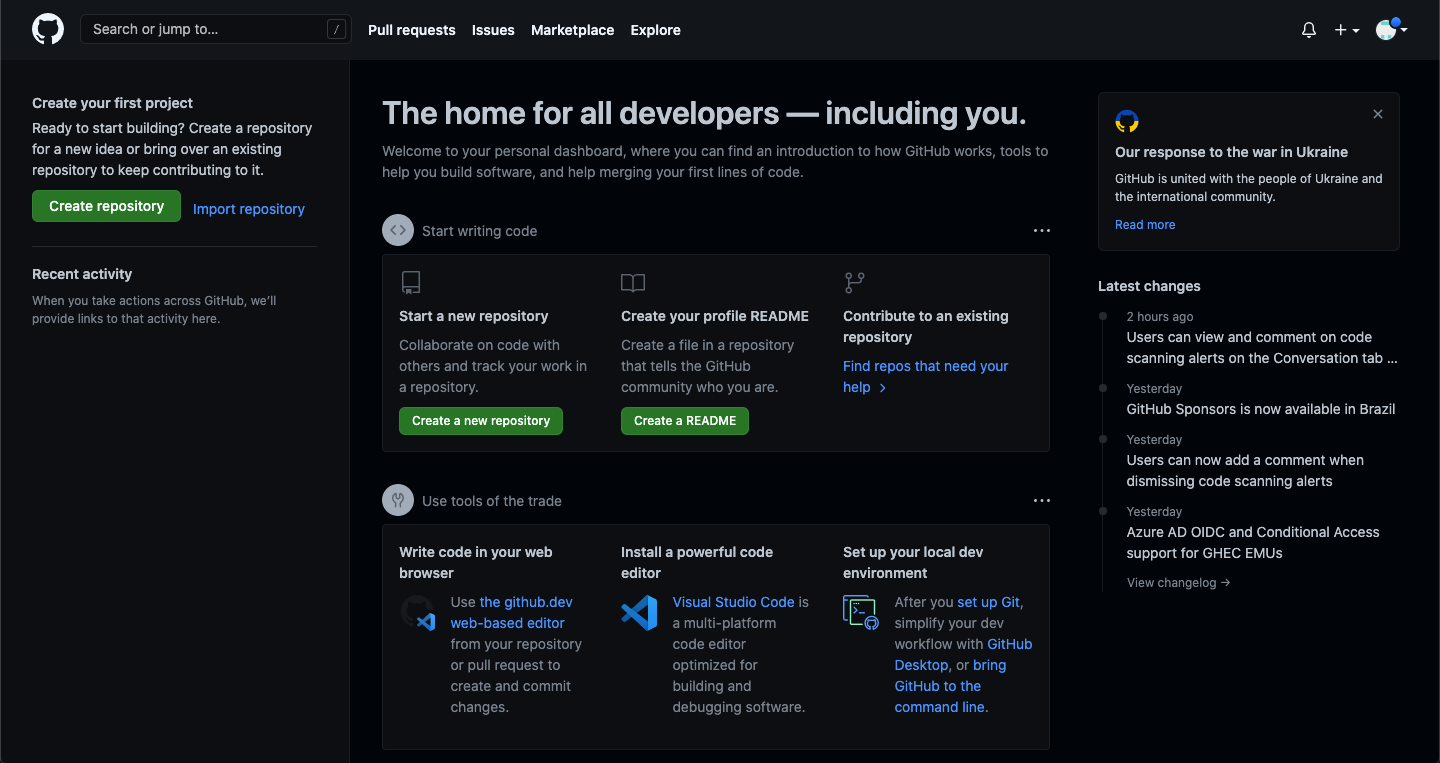 Search or jump to... /
Pull requests
Issues
Marketplace
Explore
Create your first project
Ready to start building? Create a repository
for a new idea or bring over an existing
repository to keep contributing to it.
Create repository
Import repository
Recent activity
When you take actions across GitHub, we’ll
provide links to that activity here.
The home for all developers — including you.
Welcome to your personal dashboard, where you can find an introduction to how GitHub works, tools to
help you build software, and help merging your first lines of code.
Start writing code
Start a new repository
Collaborate on code with
others and track your work in
a repository.
Create a new repository
Create your profile README
Create a file in a repository
that tells the GitHub
community who you are.
Create a README
Contribute to an existing
repository
Find repos that need your
help >
Use tools of the trade
Write code in your web
browser
Use the github.dev
web-based editor
from your repository
or pull request to
create and commit
changes.
Install a powerful code
editor
Visual Studio Code is
a multi-platform
code editor
optimized for
building and
debugging software.
Set up your local dev
environment
After you set up Git,
simplify your dev
workflow with GitHub
Desktop, or bring
GitHub to the
command line.
Our response to the war in Ukraine
GitHub is united with the people of Ukraine and
the international community.
Read more
Latest changes
2 hours ago
Users can view and comment on code
scanning alerts on the Conversation tab ...
Yesterday
GitHub Sponsors is now available in Brazil
Yesterday
Users can now add a comment when
dismissing code scanning alerts
Yesterday
Azure AD OIDC and Conditional Access
support for GHEC EMUs
View changelog →